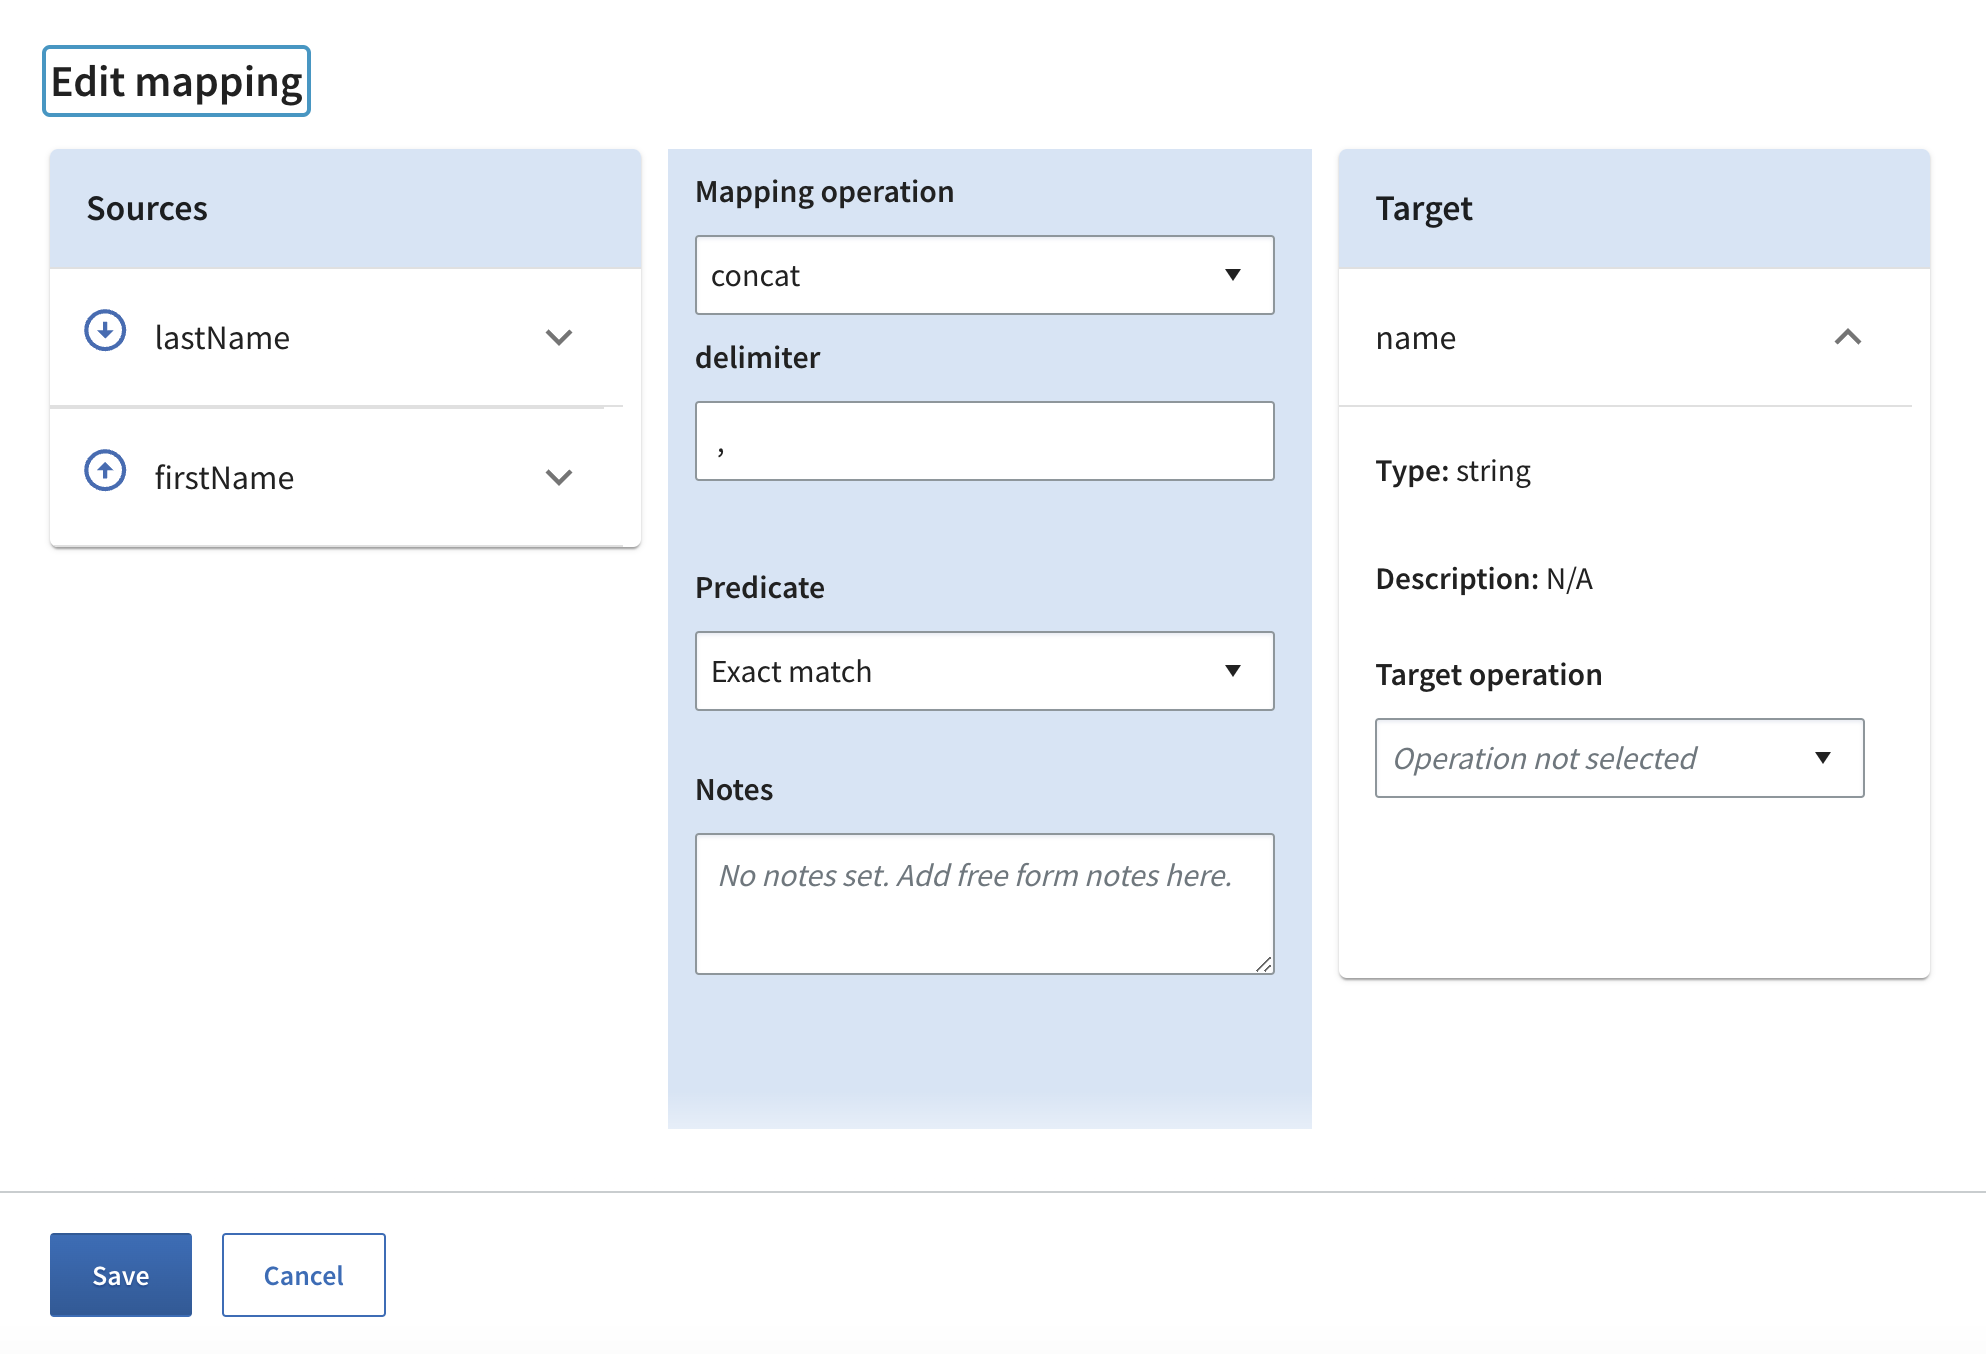 Edit mapping
Sources
lastName
firstName
Mapping operation
concat
delimiter
,
Predicate
Exact match
Notes
No notes set. Add free form notes here.
Target
name
Type: string
Description: N/A
Target operation
Operation not selected
Save
Cancel